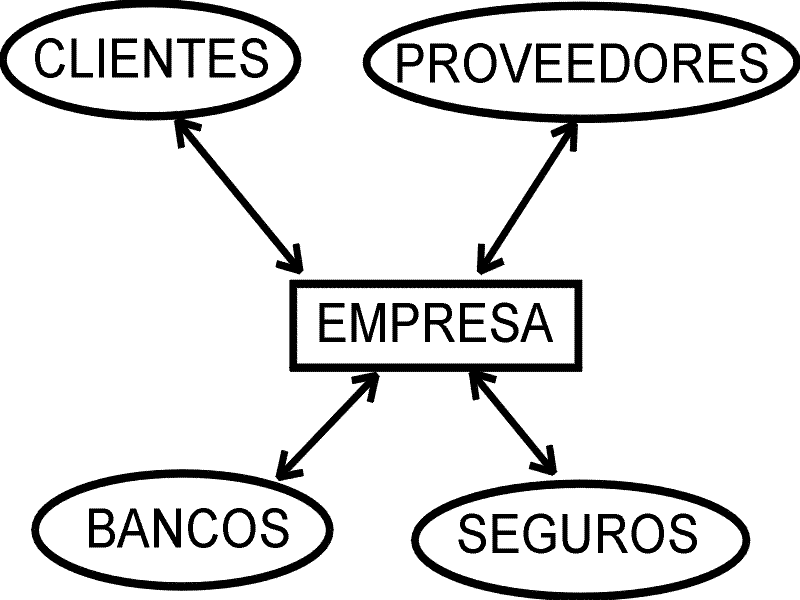 CLIENTES
PROVEEDORES
EMPRESA
BANCOS
SEGUROS